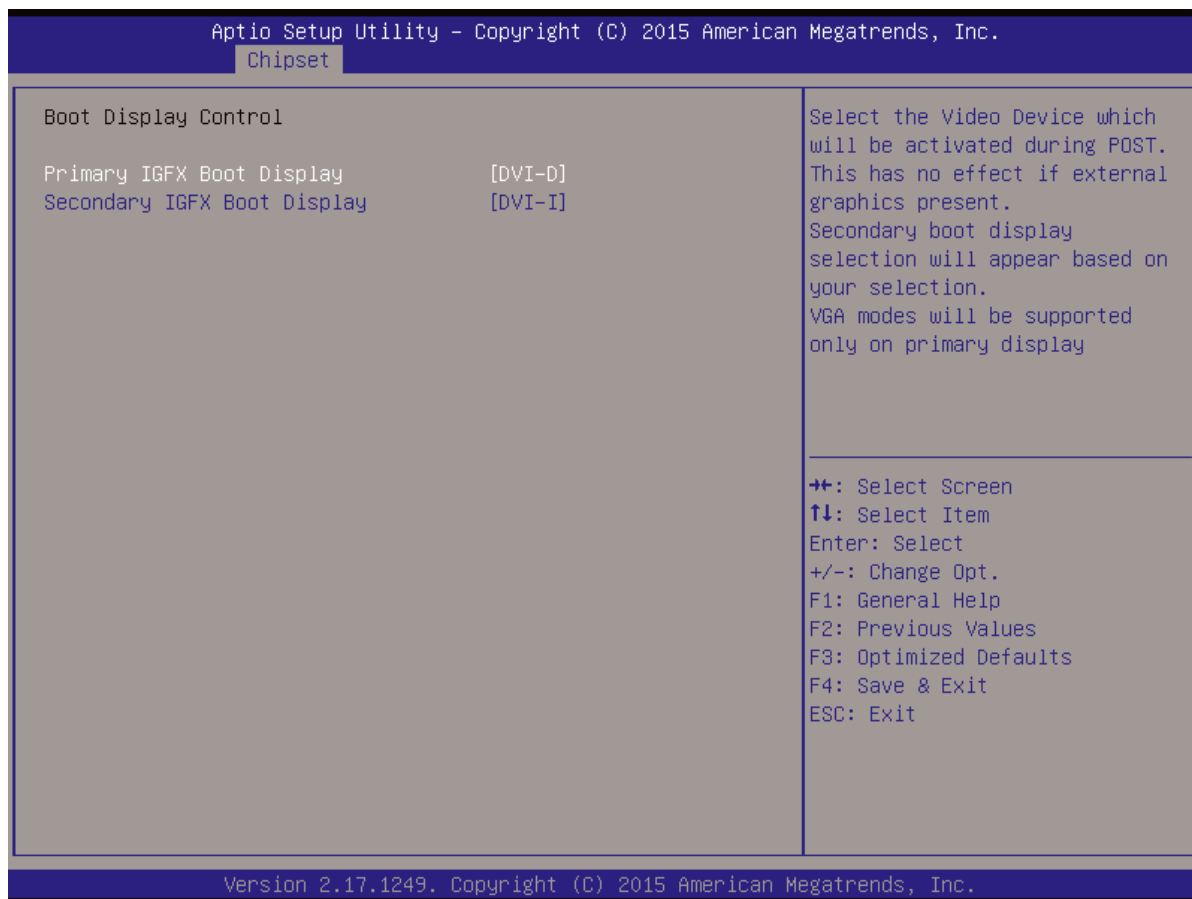 Aptio Setup Utility – Copyright (C) 2015 American Megatrends, Inc.
Chipset
Boot Display Control
Primary IGFX Boot Display [DVI-D]
Secondary IGFX Boot Display [DVI-I]
Select the Video Device which
will be activated during POST.
This has no effect if external
graphics present.
Secondary boot display
selection will appear based on
your selection.
VGA modes will be supported
only on primary display
→←: Select Screen
↑↓: Select Item
Enter: Select
+/-: Change Opt.
F1: General Help
F2: Previous Values
F3: Optimized Defaults
F4: Save & Exit
ESC: Exit
Version 2.17.1249. Copyright (C) 2015 American Megatrends, Inc.